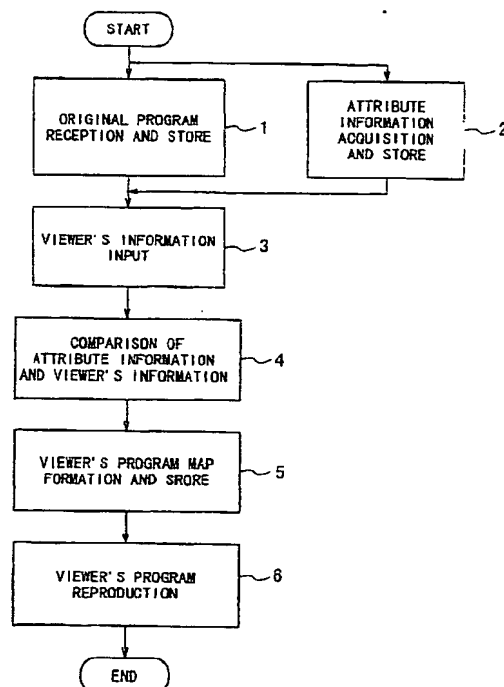 START
ORIGINAL PROGRAM
RECEPTION AND STORE
1
ATTRIBUTE
INFORMATION
ACQUISITION
AND STORE
2
VIEWER'S INFORMATION
INPUT
3
COMPARISON OF
ATTRIBUTE INFORMATION
AND VIEWER'S INFORMATION
4
VIEWER'S PROGRAM MAP
FORMATION AND SRORE
5
VIEWER'S PROGRAM
REPRODUCTION
6
END